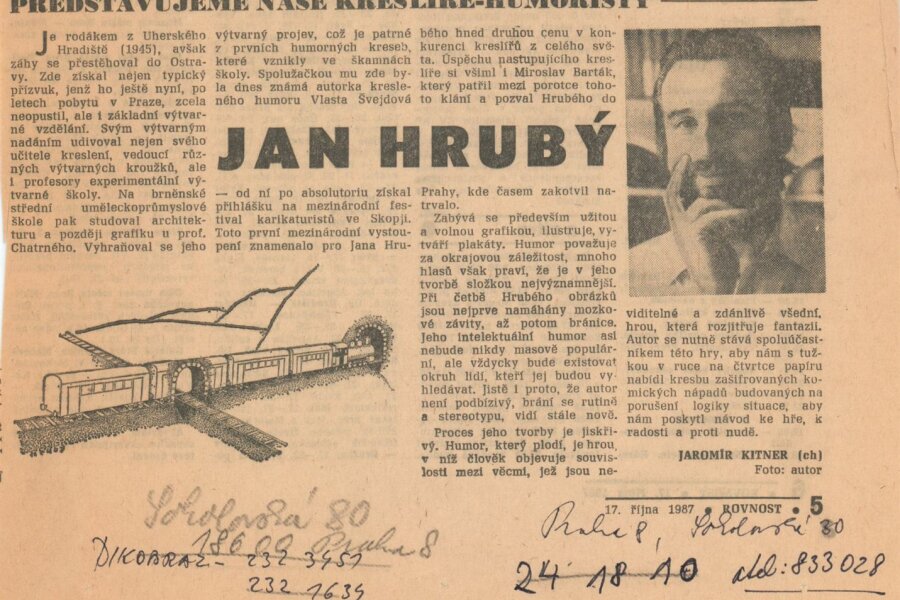 PŘEDSTAVUJEME NAŠE KRESLÍŘE-HUMORISTY
Je rodákem z Uherského
Hradiště (1945), avšak
záhy se přestěhoval do Ostra-
vy. Zde získal nejen typický
přízvuk, jenž ho ještě nyní, po
letech pobytu v Praze, zcela
neopustil, ale i základní výtvar-
né vzdělání. Svým výtvarným
nadáním udivoval nejen svého
učitele kreslení, vedoucí růz-
ných výtvarných kroužků, ale
i profesory experimentální vý-
tvarné školy. Na brněnské
střední uměleckoprůmyslové
škole pak studoval architek-
turu a později grafiku u prof.
Chatrného. Vyhraňoval se jeho
výtvarný projev, což je patrné
z prvních humorných kreseb,
které vznikly ve škamnách
školy. Spolužačkou mu zde by-
la dnes známá autorka kresle-
ného humoru Vlasta Švejdová
JAN HRUBÝ
— od ní po absolutoriu získal
přihlášku na mezinárodní fes-
tival karikaturistů ve Skopji.
Toto první mezinárodní vystou-
pení znamenalo pro Jana Hru-
bého hned druhou cenu v kon-
kurenci kreslířů z celého svě-
ta. Úspěchu nastupujícího kres-
líře si všiml i Miroslav Barták,
který patřil mezi porotce toho-
to klání a pozval Hrubého do
Prahy, kde časem zakotvil na-
trvalo.
Zabývá se především užitou
a volnou grafikou, ilustruje, vy-
tváří plakáty. Humor považuje
za okrajovou záležitost, mnoho
hlasů však praví, že je v jeho
tvorbě složkou nejvýznamnější.
Při četbě Hrubého obrázků
jsou nejprve namáhány mozko-
vé závity, až potom bránice.
Jeho intelektuální humor asi
nebude nikdy masově populár-
ní, ale vždycky bude existovat
okruh lidí, kteří jej budou vy-
hledávat. Jistě i proto, že autor
není podbízivý, brání se rutině
a stereotypu, vidí stále nově.
Proces jeho tvorby je jiskři-
vý. Humor, který plodí, je hrou,
v níž člověk objevuje souvis-
losti mezi věcmi, jež jsou ne-
viditelné a zdánlivě všední,
hrou, která rozjitřuje fantazii.
Autor se nutně stává spoluúčast-
níkem této hry, aby nám s tuž-
kou v ruce na čtvrtce papíru
nabídl kresbu zašifrovaných ko-
mických nápadů budovaných na
porušení logiky situace, aby
nám poskytl návod ke hře, k
radosti a proti nudě.
JAROMÍR KITNER (ch)
Foto: autor
17. října 1987 • ROVNOST • 5
Sokolovská 80
18600 Praha 8
DIKOBRAZ - 232 3451
232 1634
Praha 8, Sokolovská 80
24 18 10 atel: 833028